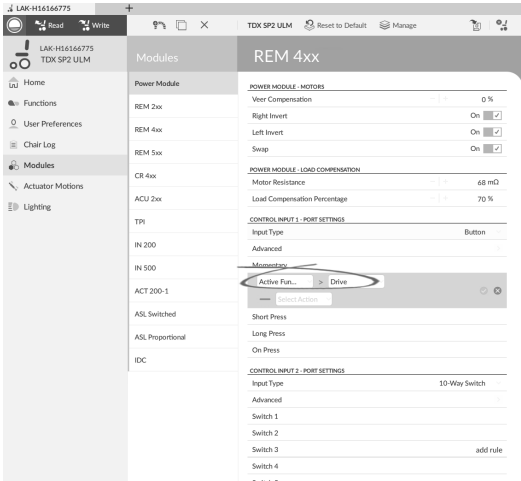 LAK-H16166775
Read Write TDX SP2 ULM Reset to Default Manage
LAK-H16166775
TDX SP2 ULM
Modules
REM 4xx
Home
Functions
User Preferences
Chair Log
Modules
Actuator Motions
Lighting
Power Module
REM 2xx
REM 4xx
REM 5xx
CR 4xx
ACU 2xx
TPI
IN 200
IN 500
ACT 200-1
ASL Switched
ASL Proportional
IDC
POWER MODULE - MOTORS
Veer Compensation 0 %
Right Invert On
Left Invert On
Swap On
POWER MODULE - LOAD COMPENSATION
Motor Resistance 68 mΩ
Load Compensation Percentage 70 %
CONTROL INPUT 1 - PORT SETTINGS
Input Type Button
Advanced
Momentary
Active Fun... > Drive
Select Action
Short Press
Long Press
On Press
CONTROL INPUT 2 - PORT SETTINGS
Input Type 10-Way Switch
Advanced
Switch 1
Switch 2
Switch 3 add rule
Switch 4